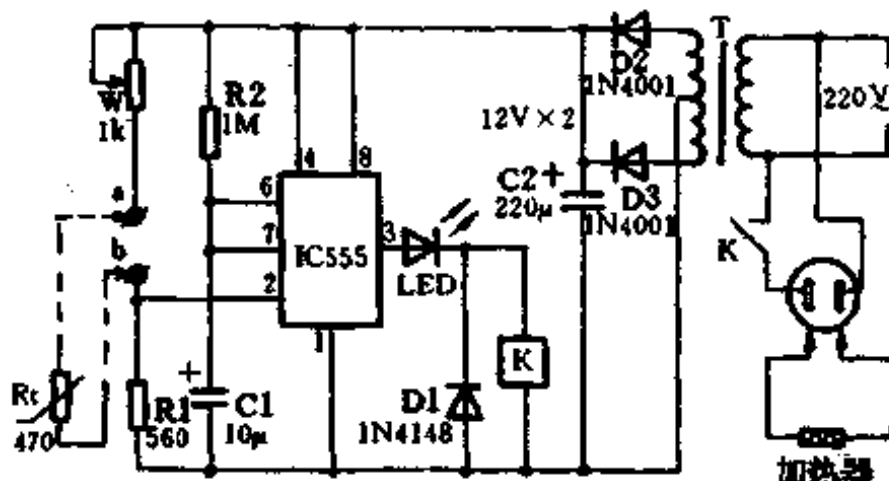 T
D2
1N4001
W
1k
R2
1M
12V×2
220V
4
8
a
6
C2
+
220μ
D3
1N4001
7
IC555
3
LED
K
b
2
1
K
Rt
470
R1
560
+
C1
10μ
D1
1N4148
加热器